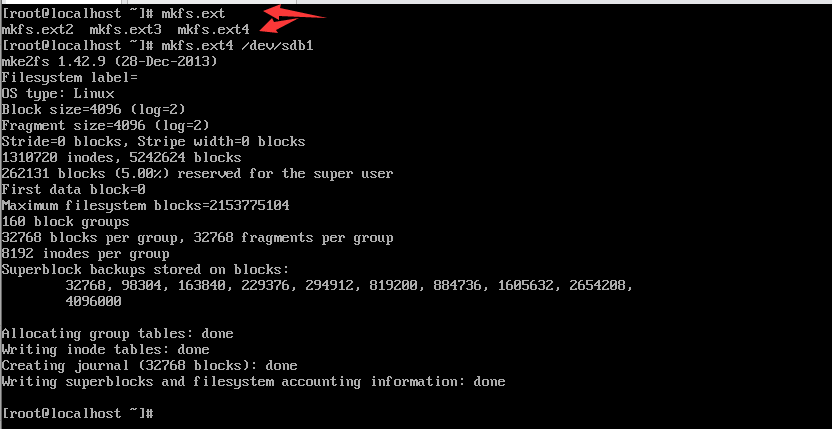 [root@localhost ~]# mkfs.ext
mkfs.ext2  mkfs.ext3  mkfs.ext4
[root@localhost ~]# mkfs.ext4 /dev/sdb1
mke2fs 1.42.9 (28-Dec-2013)
Filesystem label=
OS type: Linux
Block size=4096 (log=2)
Fragment size=4096 (log=2)
Stride=0 blocks, Stripe width=0 blocks
1310720 inodes, 5242624 blocks
262131 blocks (5.00%) reserved for the super user
First data block=0
Maximum filesystem blocks=2153775104
160 block groups
32768 blocks per group, 32768 fragments per group
8192 inodes per group
Superblock backups stored on blocks:
        32768, 98304, 163840, 229376, 294912, 819200, 884736, 1605632, 2654208,
        4096000

Allocating group tables: done
Writing inode tables: done
Creating journal (32768 blocks): done
Writing superblocks and filesystem accounting information: done

[root@localhost ~]#